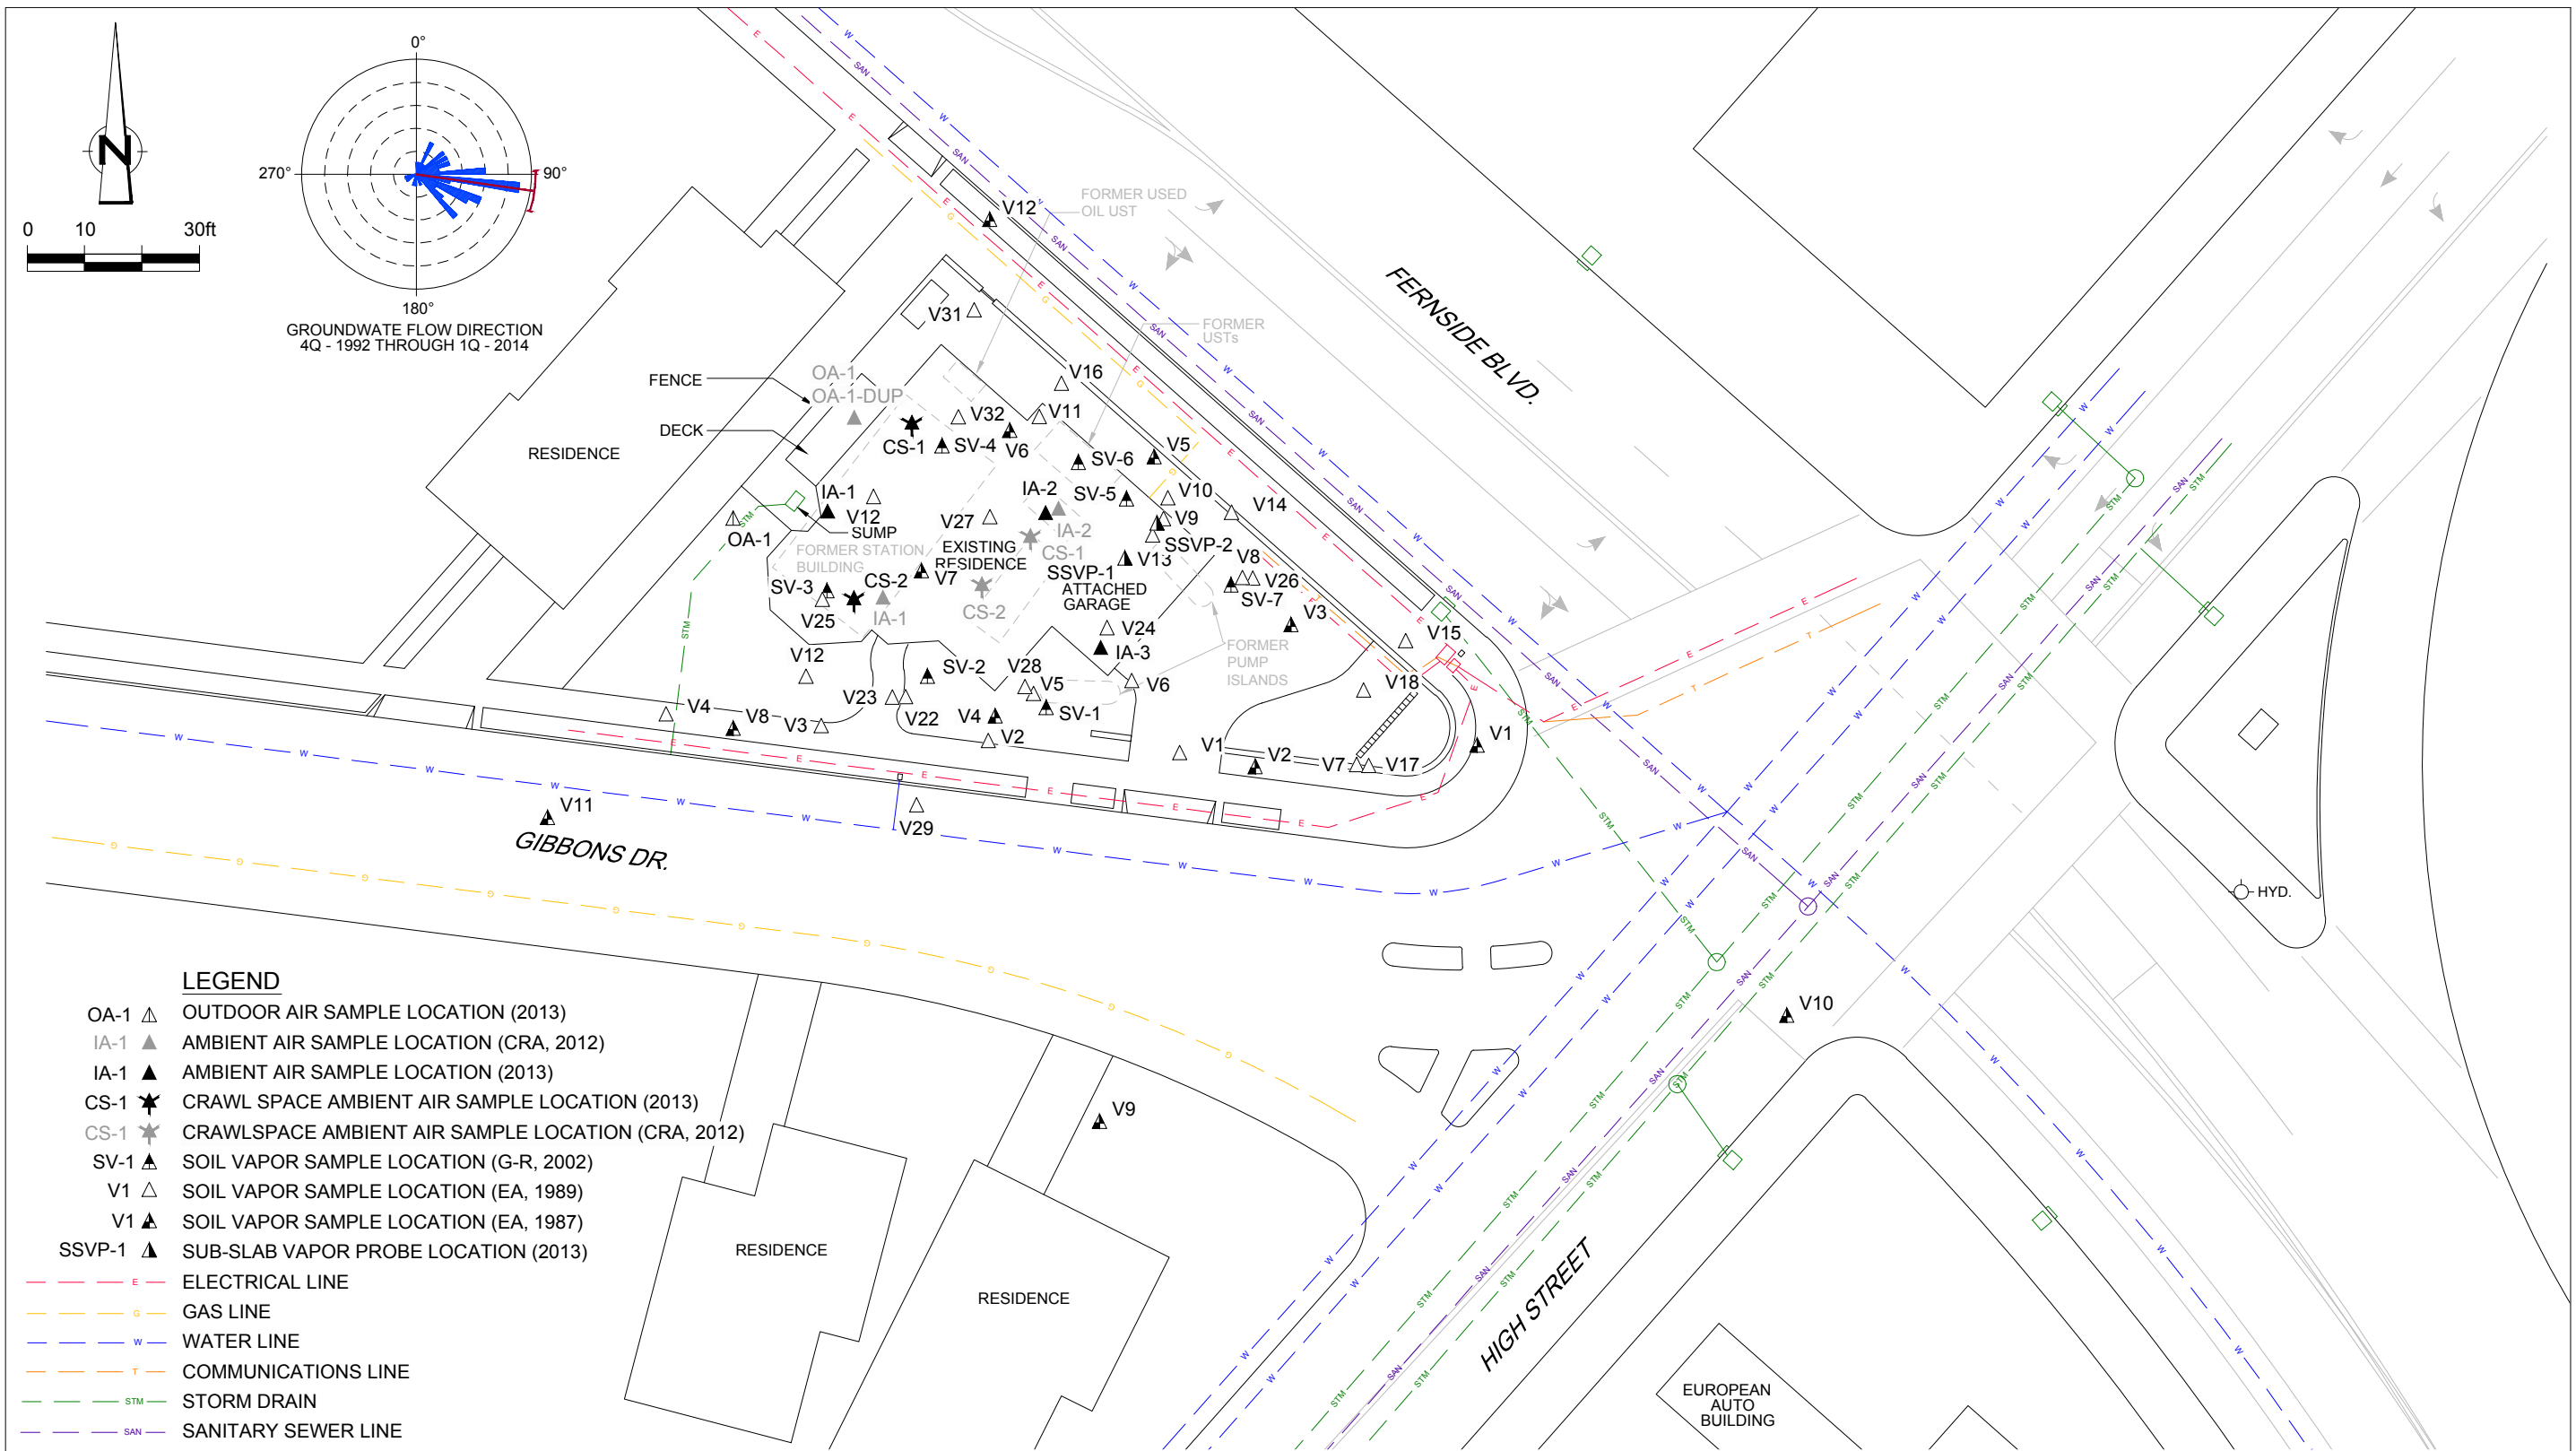 0°
270°
90°
180°
N
0 10 30ft
GROUNDWATE FLOW DIRECTION
4Q - 1992 THROUGH 1Q - 2014
FORMER USED
OIL UST
V12
V31
FORMER
USTs
FERNSIDE BLVD.
FENCE
OA-1
OA-1-DUP
V16
DECK
V32
V11
CS-1
SV-4
V6
V5
SV-6
RESIDENCE
IA-1
IA-2
SV-5
V10
V14
V12
SUMP
V27
IA-2
V9
OA-1
FORMER STATION
BUILDING
EXISTING
RESIDENCE
CS-1
SSVP-2
V13
V8
SV-3
CS-2
V7
SSVP-1
ATTACHED
GARAGE
V26
SV-7
V25
IA-1
CS-2
V3
V24
V15
IA-3
FORMER
PUMP
ISLANDS
V12
SV-2
V28
V5
V6
V18
V23
V22
V4
V8
V3
V4
SV-1
V2
V1
V2
V7
V17
V1
V11
V29
GIBBONS DR.
HYD.
V10
V9
RESIDENCE
RESIDENCE
HIGH STREET
EUROPEAN
AUTO
BUILDING
LEGEND
OA-1 OUTDOOR AIR SAMPLE LOCATION (2013)
IA-1 AMBIENT AIR SAMPLE LOCATION (CRA, 2012)
IA-1 AMBIENT AIR SAMPLE LOCATION (2013)
CS-1 CRAWL SPACE AMBIENT AIR SAMPLE LOCATION (2013)
CS-1 CRAWLSPACE AMBIENT AIR SAMPLE LOCATION (CRA, 2012)
SV-1 SOIL VAPOR SAMPLE LOCATION (G-R, 2002)
V1 SOIL VAPOR SAMPLE LOCATION (EA, 1989)
V1 SOIL VAPOR SAMPLE LOCATION (EA, 1987)
SSVP-1 SUB-SLAB VAPOR PROBE LOCATION (2013)
E ELECTRICAL LINE
G GAS LINE
W WATER LINE
T COMMUNICATIONS LINE
STM STORM DRAIN
SAN SANITARY SEWER LINE